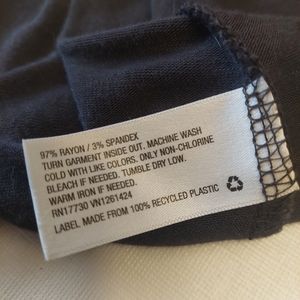 97% RAYON / 3% SPANDEX
TURN GARMENT INSIDE OUT. MACHINE WASH
COLD WITH LIKE COLORS. ONLY NON-CHLORINE
BLEACH IF NEEDED. TUMBLE DRY LOW.
WARM IRON IF NEEDED.
RN17730 VN1261424
LABEL MADE FROM 100% RECYCLED PLASTIC